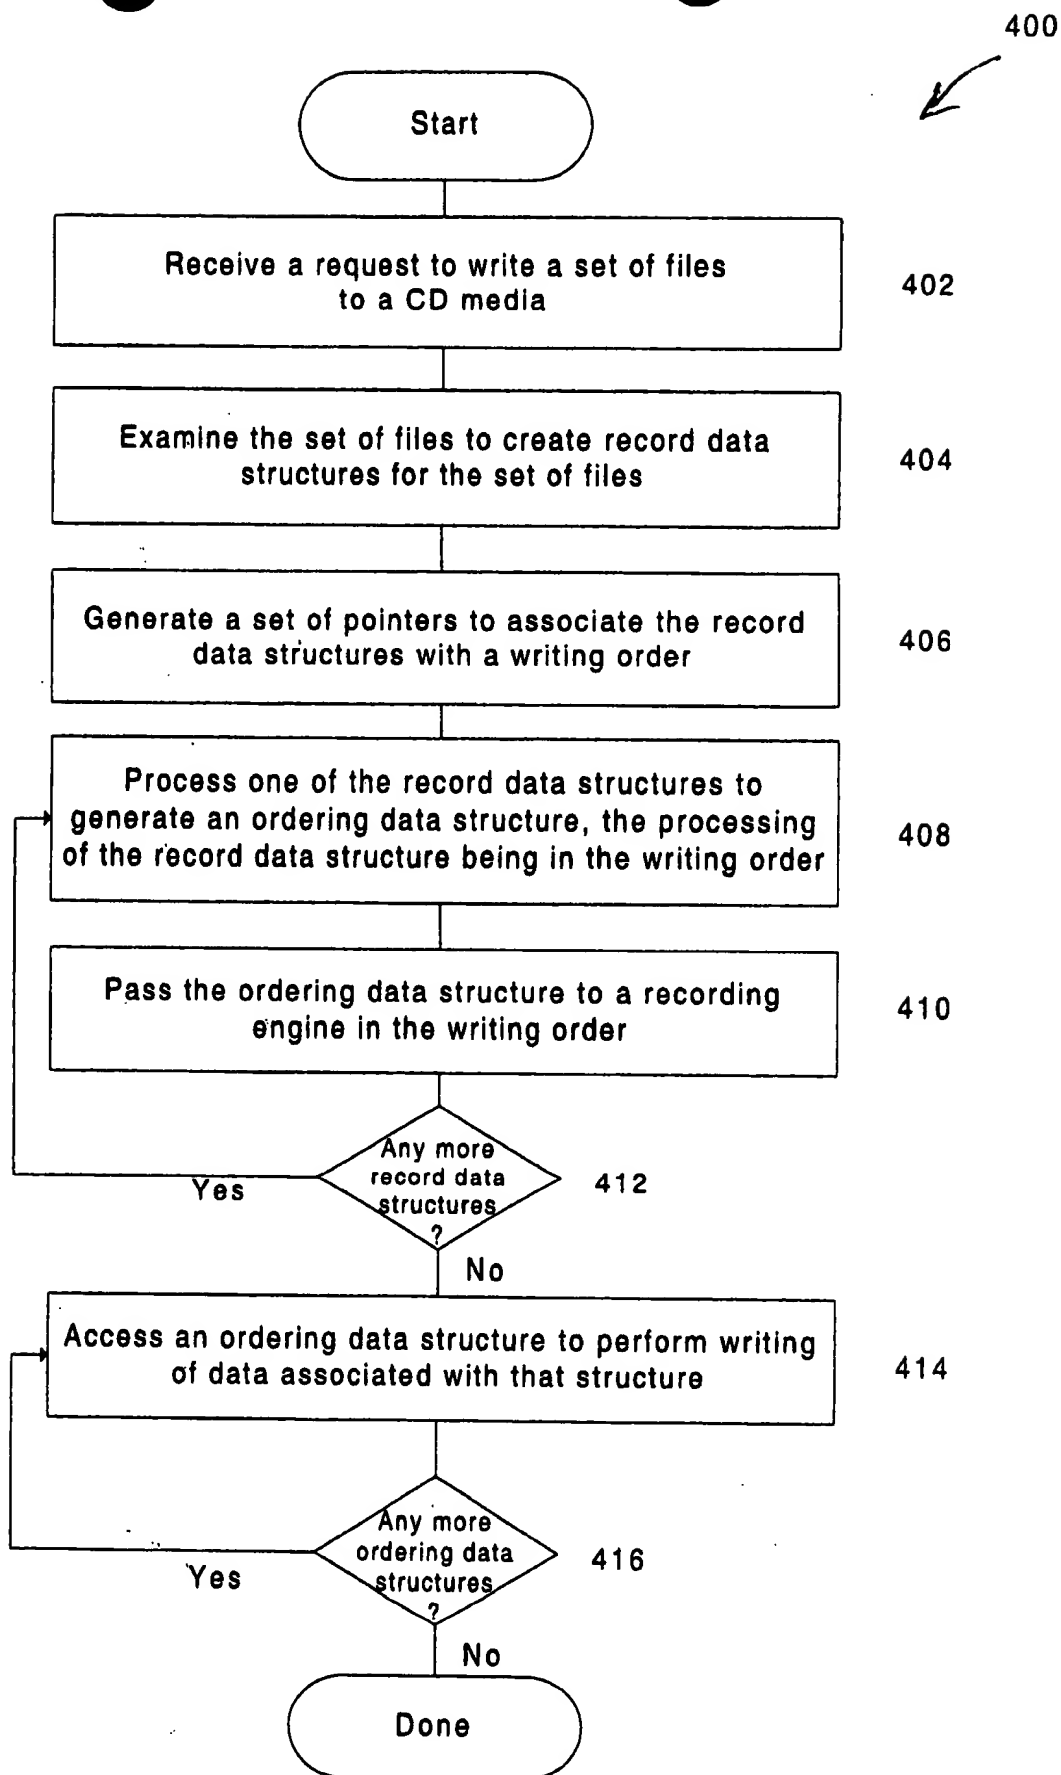 400
Start
Receive a request to write a set of files
to a CD media
402
Examine the set of files to create record data
structures for the set of files
404
Generate a set of pointers to associate the record
data structures with a writing order
406
Process one of the record data structures to
generate an ordering data structure, the processing
of the record data structure being in the writing order
408
Pass the ordering data structure to a recording
engine in the writing order
410
Any more
record data
structures
?
412
Yes
No
Access an ordering data structure to perform writing
of data associated with that structure
414
Any more
ordering data
structures
?
416
Yes
No
Done